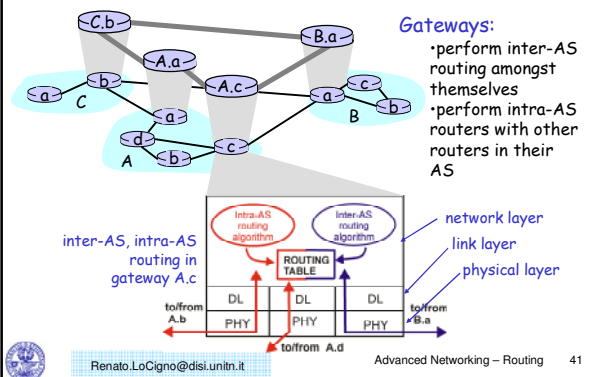 C.b
B.a
A.a
A.c
b
a
C
a
c
a
b
B
d
A
b
c
Gateways:
•perform inter-AS
routing amongst
themselves
•perform intra-AS
routers with other
routers in their
AS
inter-AS, intra-AS
routing in
gateway A.c
Intra-AS
routing
algorithm
Inter-AS
routing
algorithm
ROUTING
TABLE
DL
DL
DL
PHY
PHY
PHY
to/from
A.b
to/from
B.a
to/from A.d
network layer
link layer
physical layer
Renato.LoCigno@disi.unitn.it
Advanced Networking – Routing 41